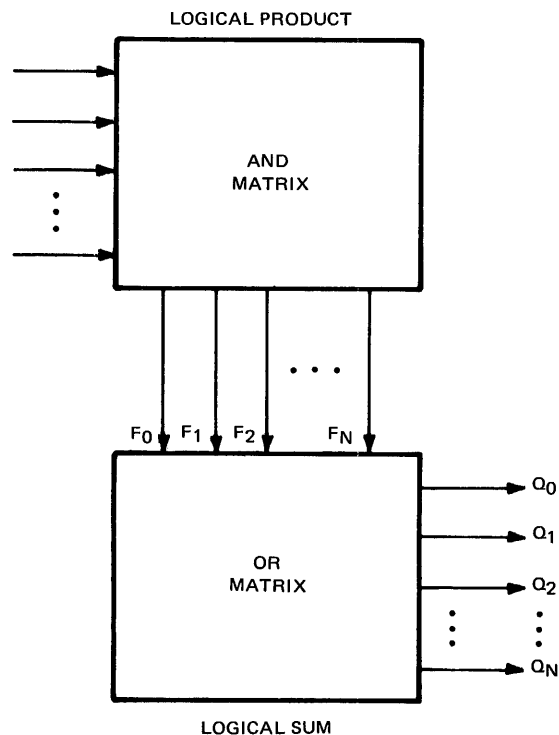 LOGICAL PRODUCT
AND
MATRIX
F0 F1 F2 FN
OR
MATRIX
Q0
Q1
Q2
QN
LOGICAL SUM